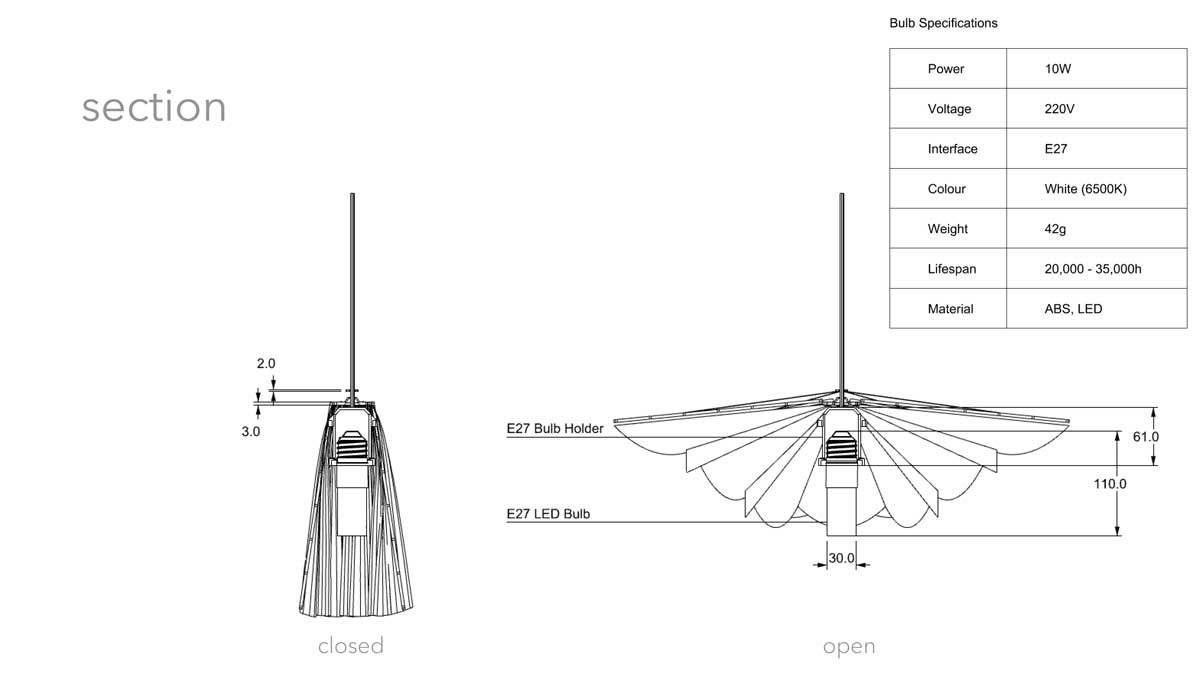 Bulb Specifications
Power 10W
Voltage 220V
Interface E27
Colour White (6500K)
Weight 42g
Lifespan 20,000 - 35,000h
Material ABS, LED
section
2.0
3.0
E27 Bulb Holder
61.0
110.0
E27 LED Bulb
30.0
closed
open